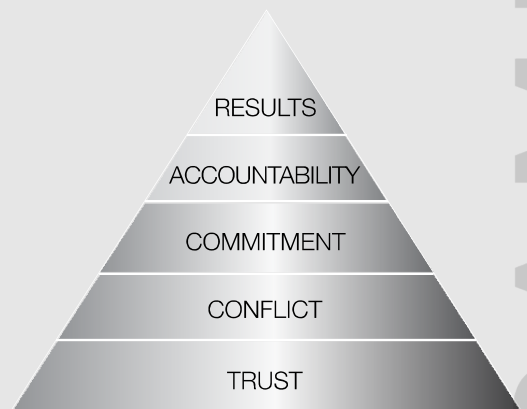 RESULTS
ACCOUNTABILITY
COMMITMENT
CONFLICT
TRUST